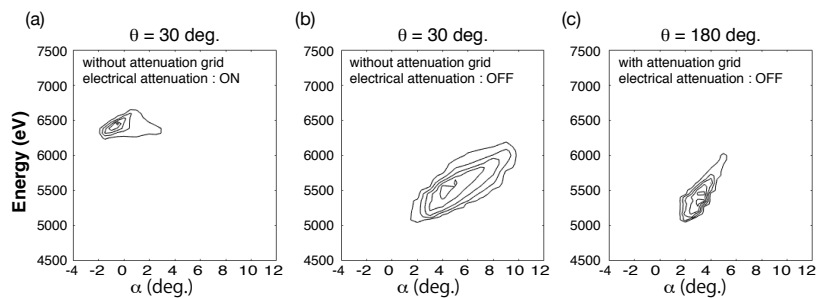 (a)
θ = 30 deg.
without attenuation grid
electrical attenuation : ON
Energy (eV)
7500
7000
6500
6000
5500
5000
4500
-4 -2 0 2 4 6 8 10 12
α (deg.)
(b)
θ = 30 deg.
without attenuation grid
electrical attenuation : OFF
7500
7000
6500
6000
5500
5000
4500
-4 -2 0 2 4 6 8 10 12
α (deg.)
(c)
θ = 180 deg.
with attenuation grid
electrical attenuation : OFF
7500
7000
6500
6000
5500
5000
4500
-4 -2 0 2 4 6 8 10 12
α (deg.)